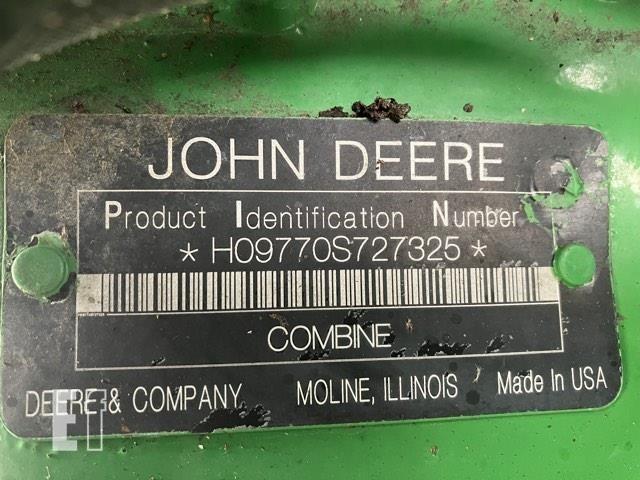 JOHN DEERE
Product Identification Number
* H09770S727325 *
COMBINE
DEERE & COMPANY MOLINE, ILLINOIS Made In USA